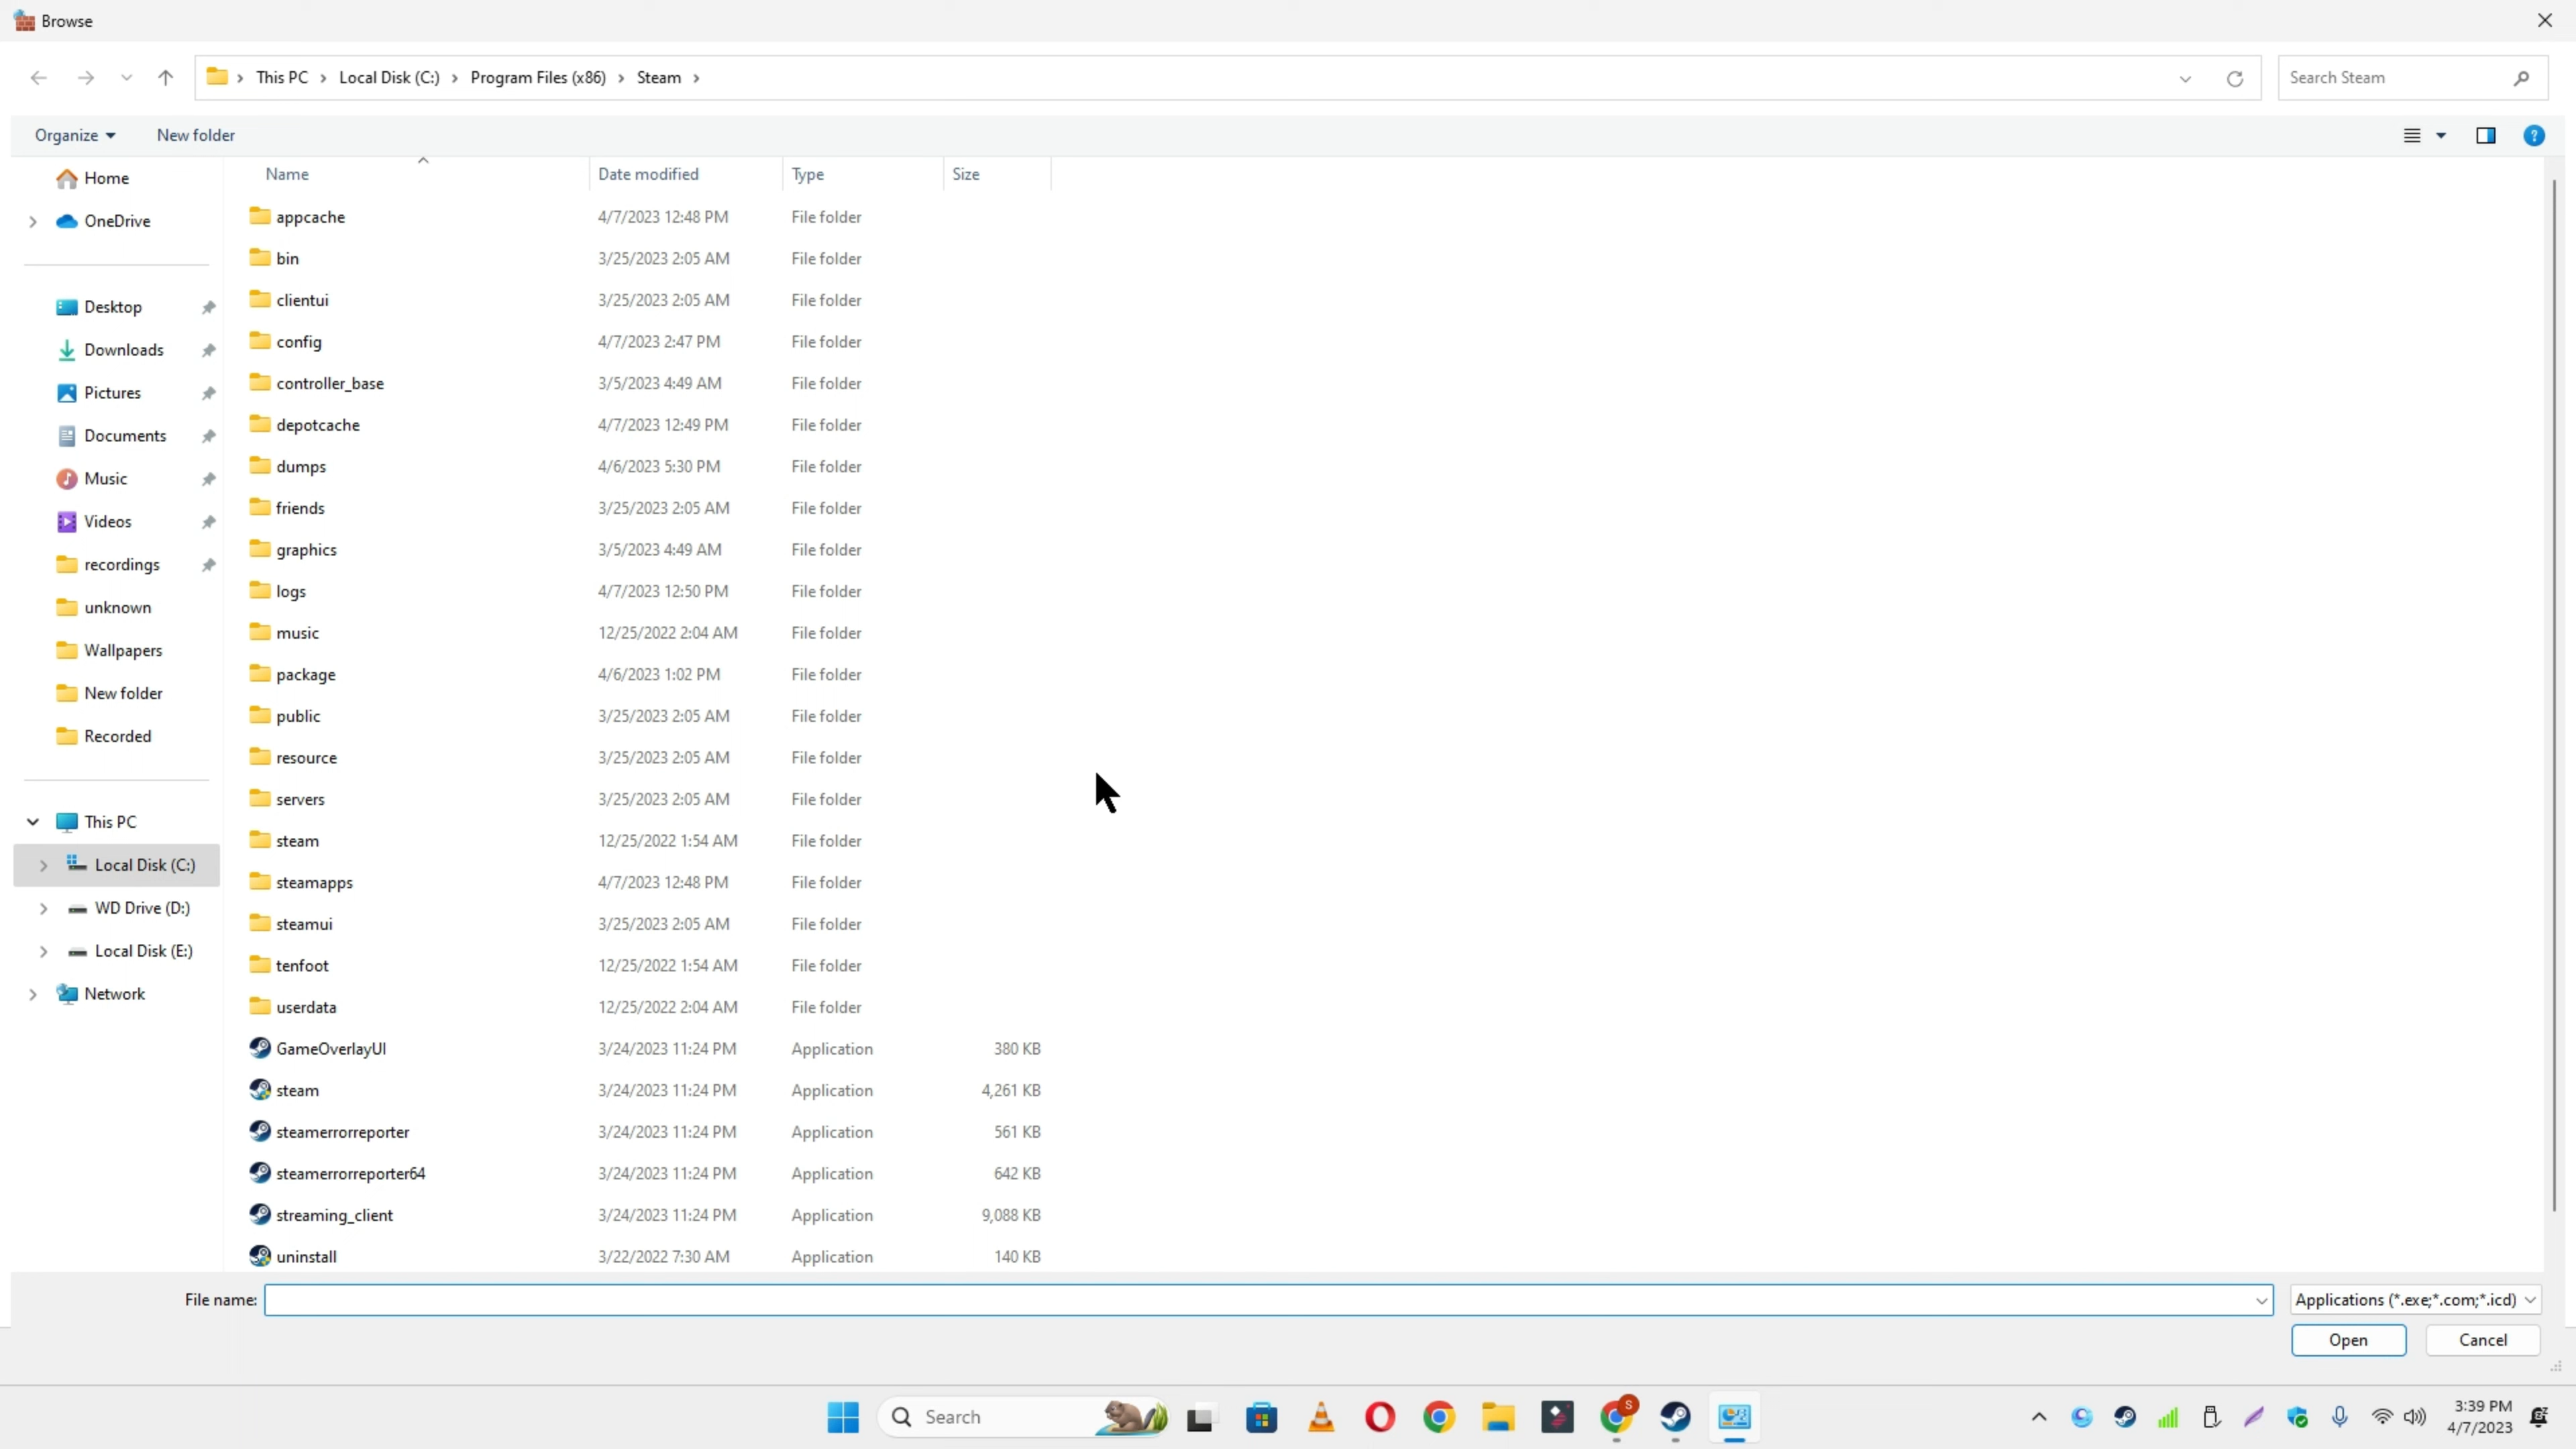 Browse
This PC > Local Disk (C:) > Program Files (x86) > Steam >
Search Steam
Organize
New folder
Name Date modified Type Size
Home
OneDrive
Desktop
Downloads
Pictures
Documents
Music
Videos
recordings
unknown
Wallpapers
New folder
Recorded
This PC
Local Disk (C:)
WD Drive (D:)
Local Disk (E:)
Network
appcache 4/7/2023 12:48 PM File folder
bin 3/25/2023 2:05 AM File folder
clientui 3/25/2023 2:05 AM File folder
config 4/7/2023 2:47 PM File folder
controller_base 3/5/2023 4:49 AM File folder
depotcache 4/7/2023 12:49 PM File folder
dumps 4/6/2023 5:30 PM File folder
friends 3/25/2023 2:05 AM File folder
graphics 3/5/2023 4:49 AM File folder
logs 4/7/2023 12:50 PM File folder
music 12/25/2022 2:04 AM File folder
package 4/6/2023 1:02 PM File folder
public 3/25/2023 2:05 AM File folder
resource 3/25/2023 2:05 AM File folder
servers 3/25/2023 2:05 AM File folder
steam 12/25/2022 1:54 AM File folder
steamapps 4/7/2023 12:48 PM File folder
steamui 3/25/2023 2:05 AM File folder
tenfoot 12/25/2022 1:54 AM File folder
userdata 12/25/2022 2:04 AM File folder
GameOverlayUI 3/24/2023 11:24 PM Application 380 KB
steam 3/24/2023 11:24 PM Application 4,261 KB
steamerrorreporter 3/24/2023 11:24 PM Application 561 KB
steamerrorreporter64 3/24/2023 11:24 PM Application 642 KB
streaming_client 3/24/2023 11:24 PM Application 9,088 KB
uninstall 3/22/2022 7:30 AM Application 140 KB
File name:
Applications (*.exe;*.com;*.icd)
Open
Cancel
Search
S
3:39 PM
4/7/2023